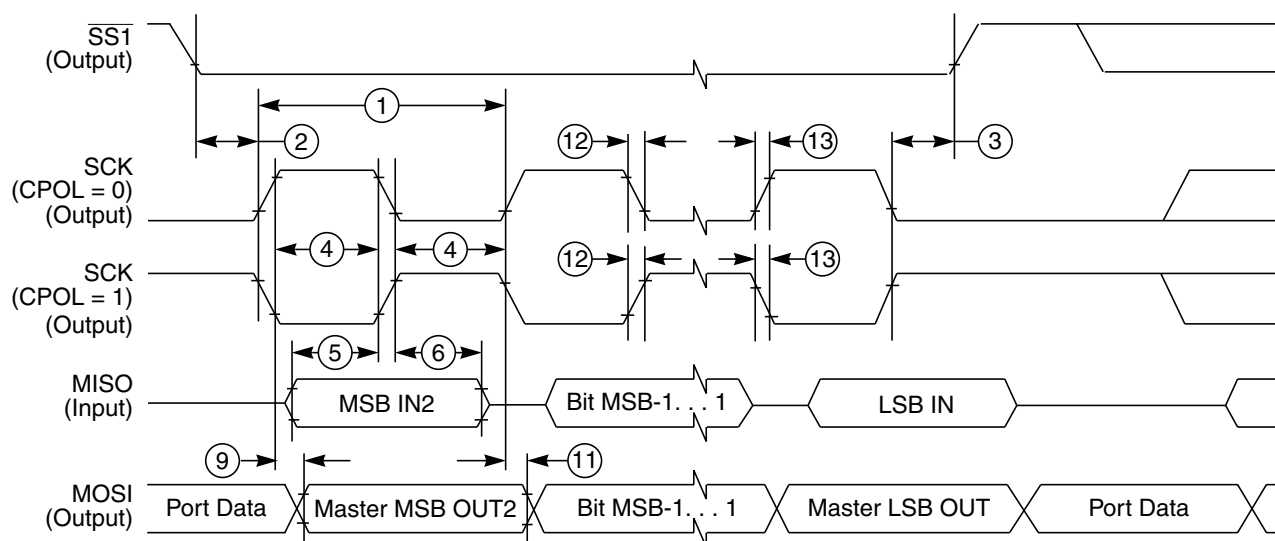 SS1
(Output)
1
2
12
13
3
SCK
(CPOL = 0)
(Output)
4
4
SCK
(CPOL = 1)
(Output)
12
13
5
6
MISO
(Input)
MSB IN2
Bit MSB-1. . . 1
LSB IN
9
11
MOSI
(Output)
Port Data
Master MSB OUT2
Bit MSB-1. . . 1
Master LSB OUT
Port Data